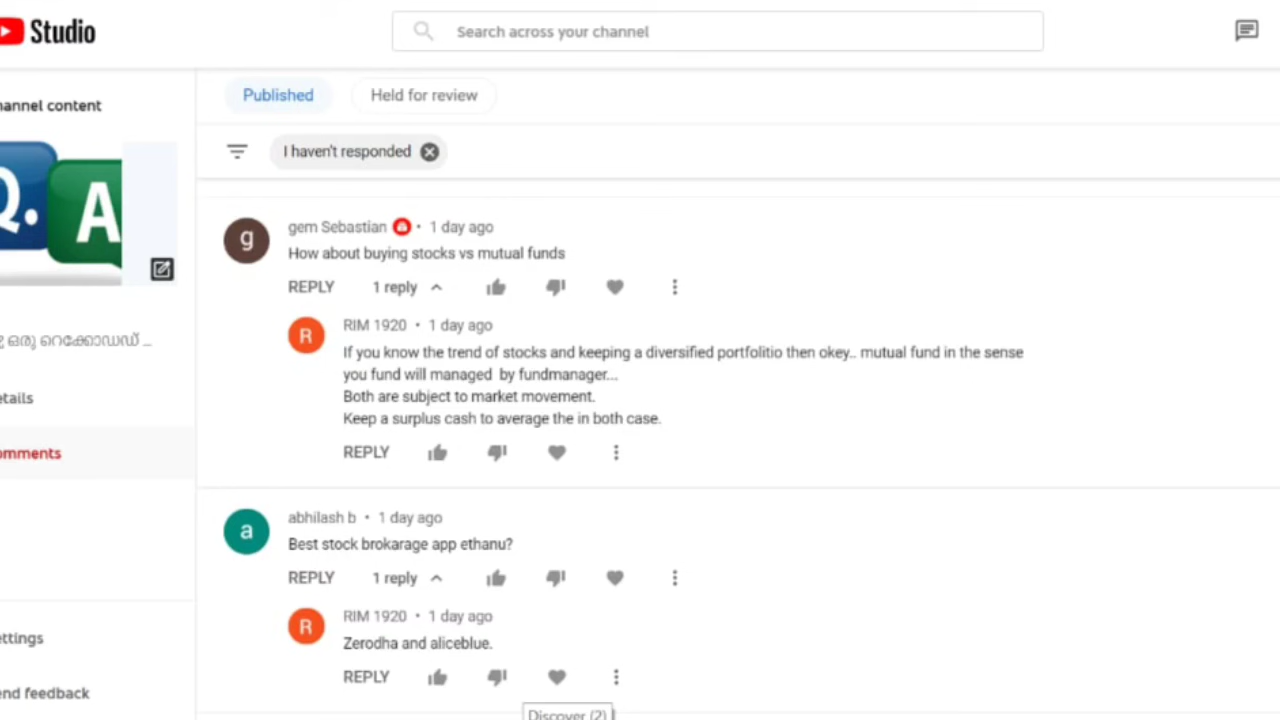 Studio
Search across your channel
hannel content
Published
Held for review
I haven't responded
Q. A
gem Sebastian • 1 day ago
How about buying stocks vs mutual funds
REPLY 1 reply
RIM 1920 • 1 day ago
If you know the trend of stocks and keeping a diversified portfolitio then okey.. mutual fund in the sense
you fund will managed by fundmanager...
Both are subject to market movement.
Keep a surplus cash to average the in both case.
REPLY
ഒരു റെക്കോഡഡ് ...
etails
omments
abhilash b • 1 day ago
Best stock brokarage app ethanu?
REPLY 1 reply
RIM 1920 • 1 day ago
Zerodha and aliceblue.
REPLY
ettings
end feedback
Discover (2)